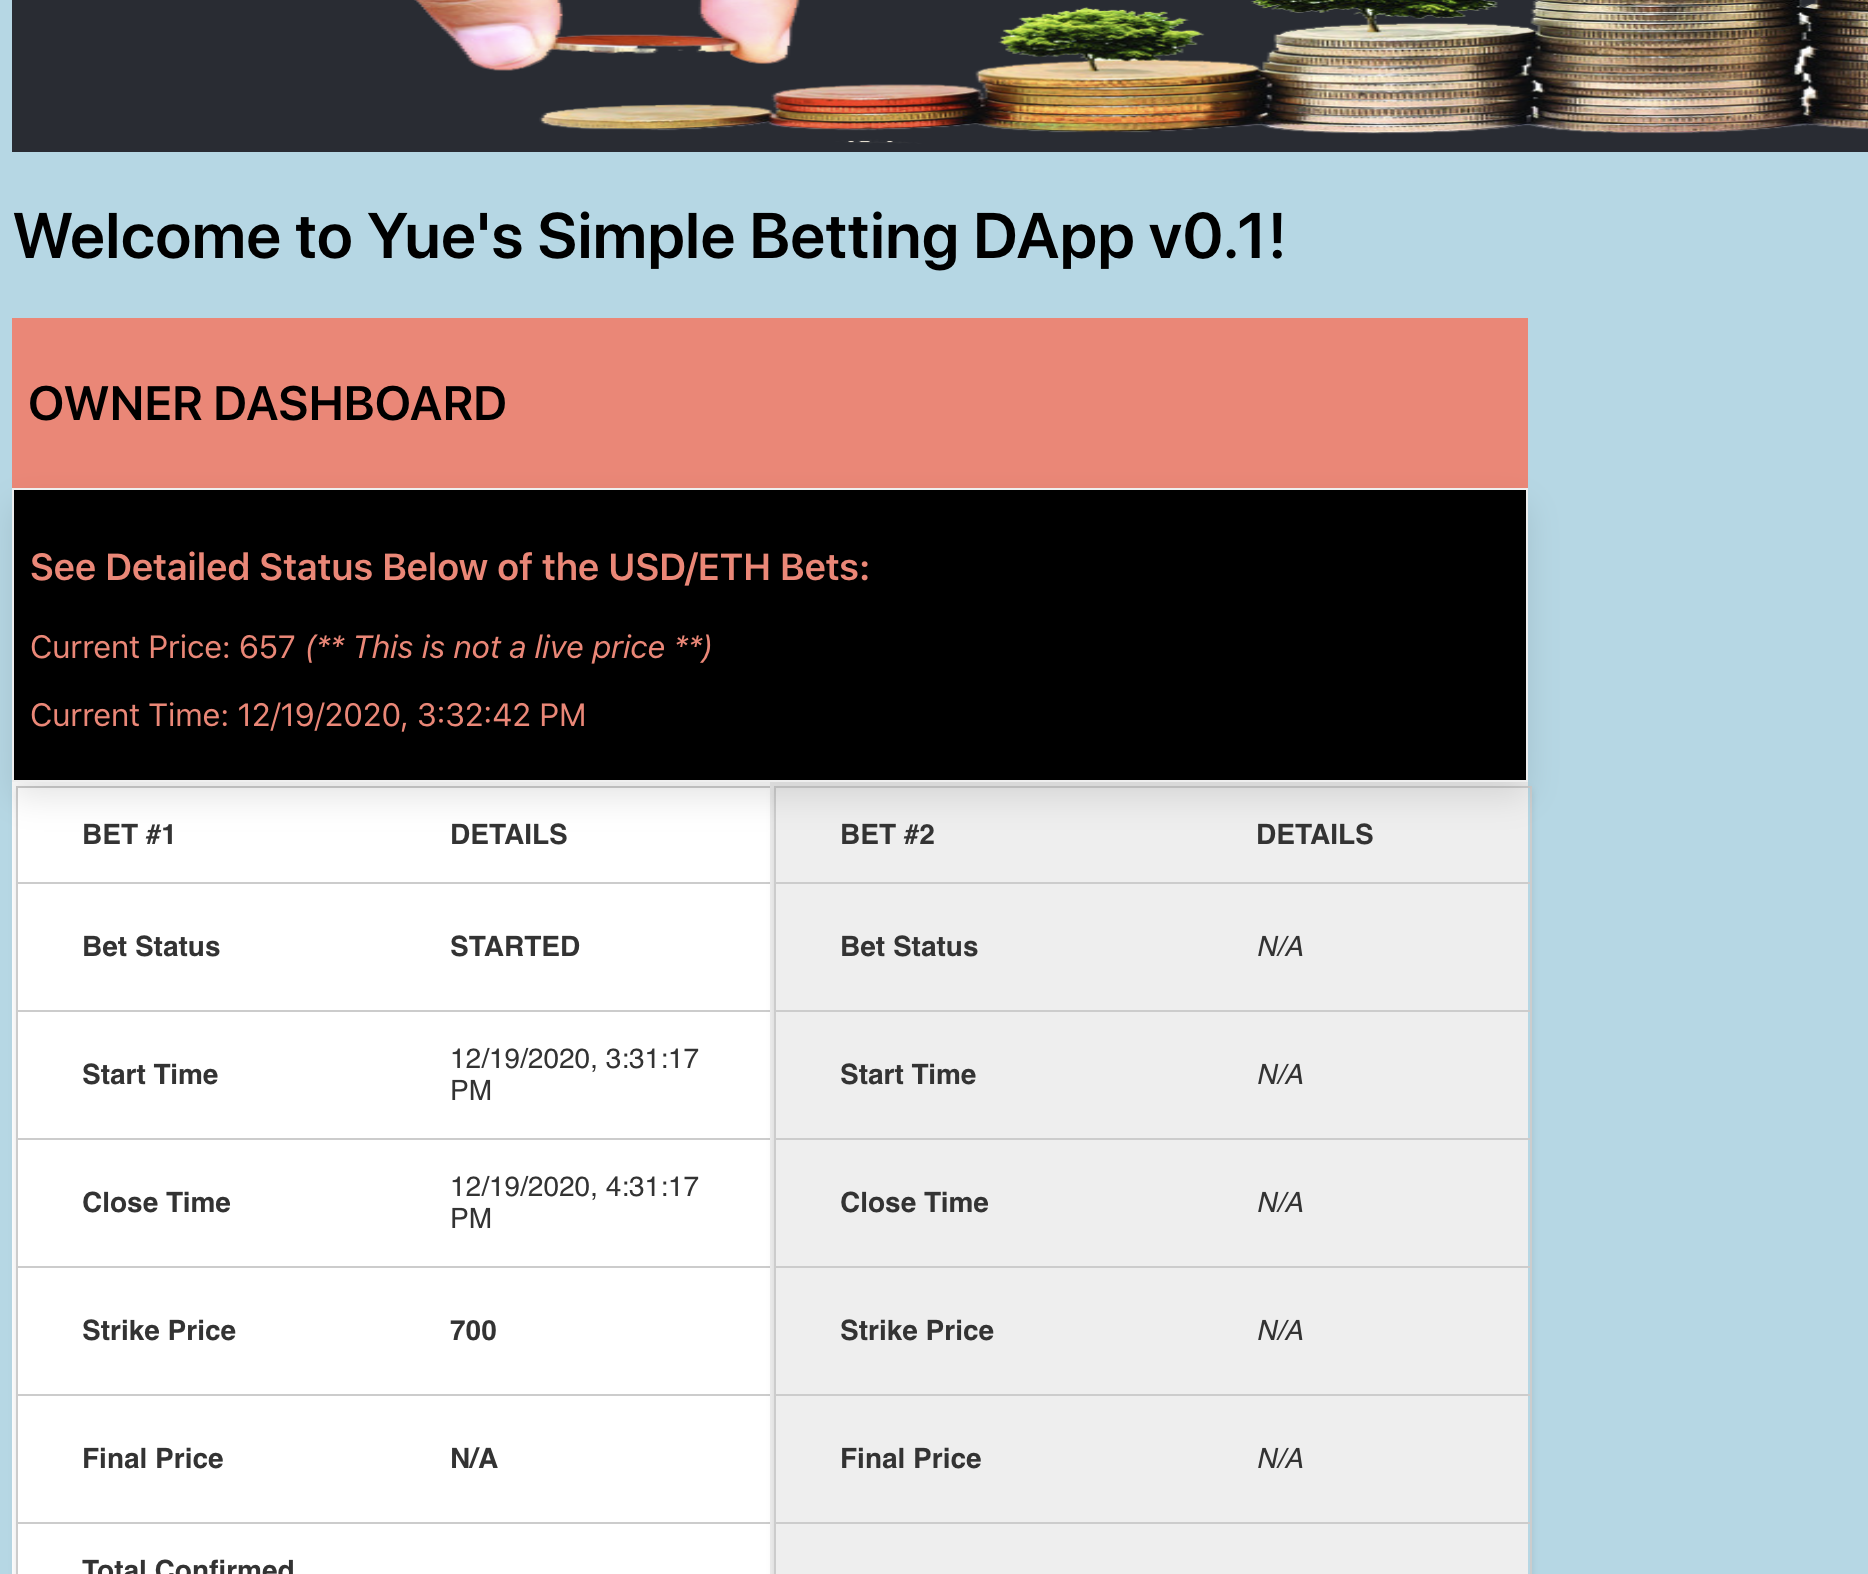 Welcome to Yue's Simple Betting DApp v0.1!
OWNER DASHBOARD
See Detailed Status Below of the USD/ETH Bets:
Current Price: 657 (** This is not a live price **)
Current Time: 12/19/2020, 3:32:42 PM
BET #1 DETAILS BET #2 DETAILS
Bet Status STARTED Bet Status N/A
Start Time 12/19/2020, 3:31:17 PM Start Time N/A
Close Time 12/19/2020, 4:31:17 PM Close Time N/A
Strike Price 700 Strike Price N/A
Final Price N/A Final Price N/A
Total Confirmed